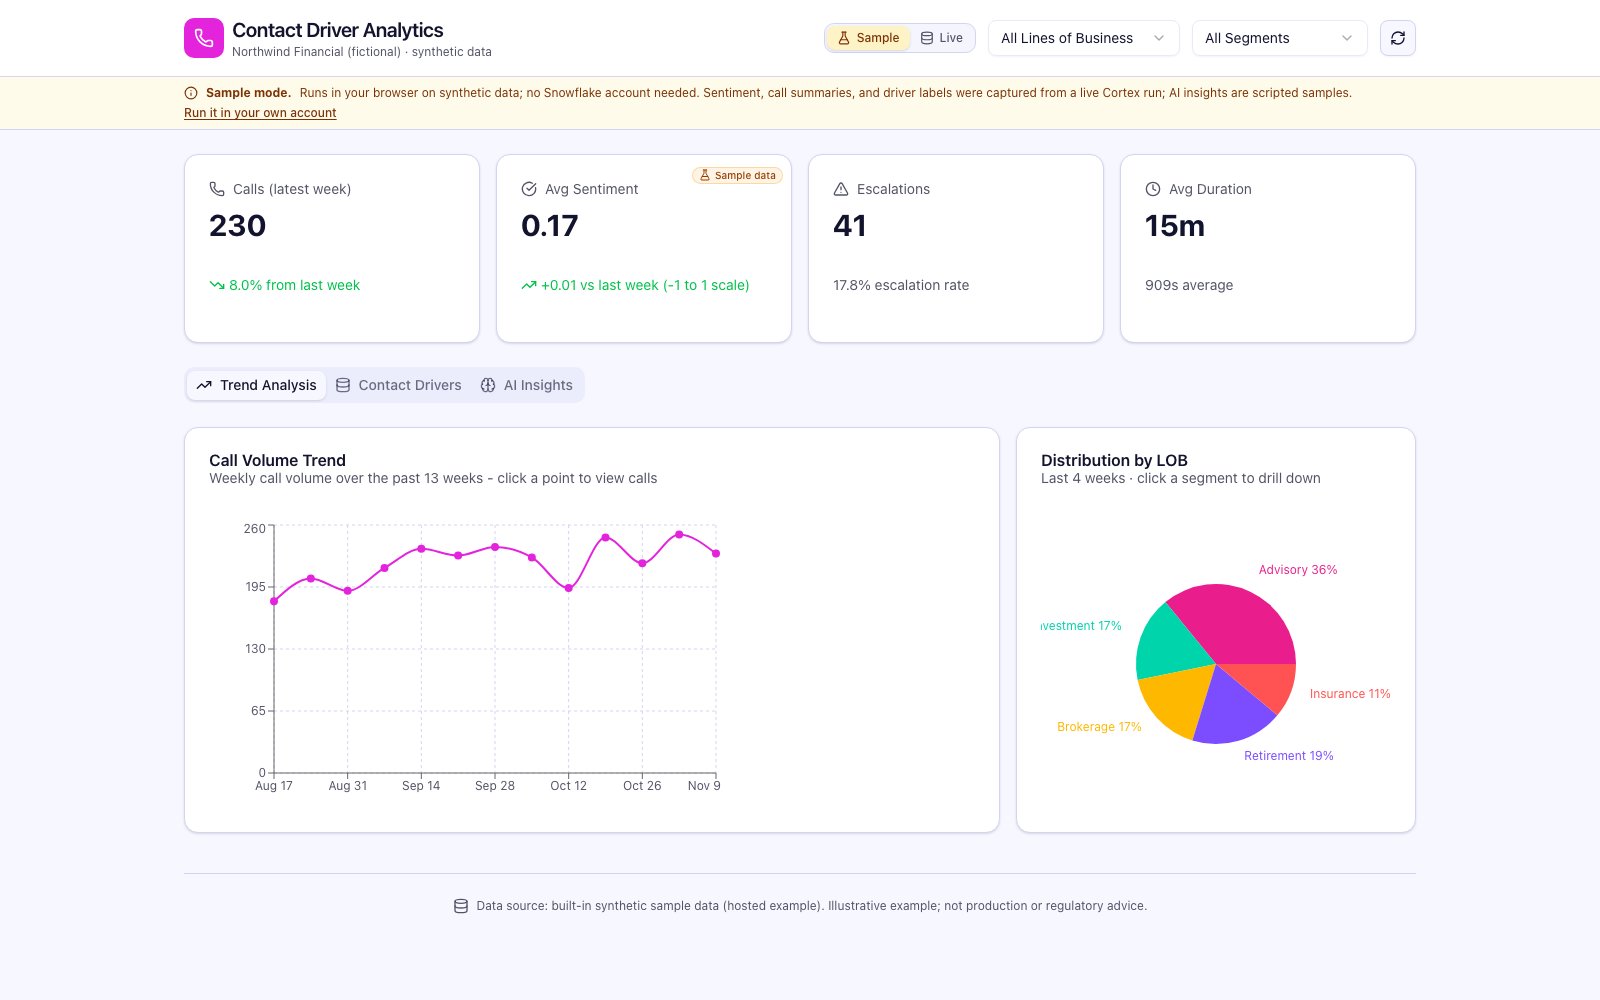 Contact Driver Analytics
Northwind Financial (fictional) · synthetic data
Sample
Live
All Lines of Business
All Segments
Sample mode. Runs in your browser on synthetic data; no Snowflake account needed. Sentiment, call summaries, and driver labels were captured from a live Cortex run; AI insights are scripted samples.
Run it in your own account
Calls (latest week)
230
8.0% from last week
Sample data
Avg Sentiment
0.17
+0.01 vs last week (-1 to 1 scale)
Escalations
41
17.8% escalation rate
Avg Duration
15m
909s average
Trend Analysis
Contact Drivers
AI Insights
Call Volume Trend
Weekly call volume over the past 13 weeks - click a point to view calls
260
195
130
65
0
Aug 17
Aug 31
Sep 14
Sep 28
Oct 12
Oct 26
Nov 9
Distribution by LOB
Last 4 weeks · click a segment to drill down
Advisory 36%
vestment 17%
Insurance 11%
Brokerage 17%
Retirement 19%
Data source: built-in synthetic sample data (hosted example). Illustrative example; not production or regulatory advice.